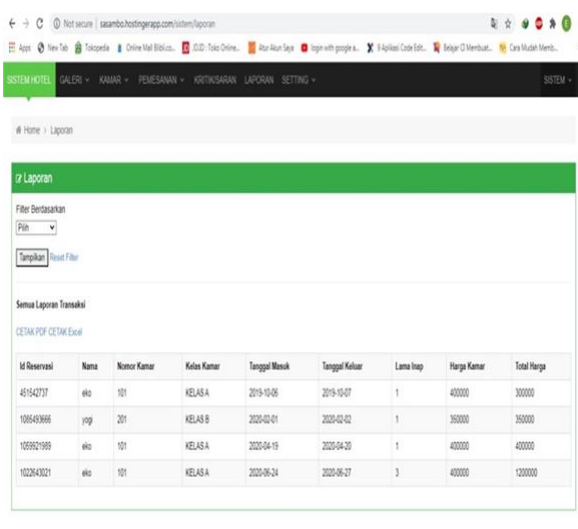 Not secure | sasambo.hostingerapp.com/sistem/laporan
Apps New Tab Tokopedia Online Mall Blibli.co... (0.0) : Toko Online... Atur Akun Saya login with google a... 9 Aplikasi Code Edit... Belajar CI Membuat... Cara Mudah Memb...
SISTEM HOTEL GALERI KAMAR PEMESANAN KRITIK/SARAN LAPORAN SETTING SISTEM
Home > Laporan
Laporan
Filter Berdasarkan
Pilih
Tampilkan Reset Filter
Semua Laporan Transaksi
CETAK PDF CETAK Excel
Id Reservasi Nama Nomor Kamar Kelas Kamar Tanggal Masuk Tanggal Keluar Lama Inap Harga Kamar Total Harga
451542737 eko 101 KELAS A 2019-10-06 2019-10-07 1 400000 300000
1065493666 yogi 201 KELAS B 2020-02-01 2020-02-02 1 350000 350000
1059921989 eko 101 KELAS A 2020-04-19 2020-04-20 1 400000 400000
1022643021 eko 101 KELAS A 2020-06-24 2020-06-27 3 400000 1200000